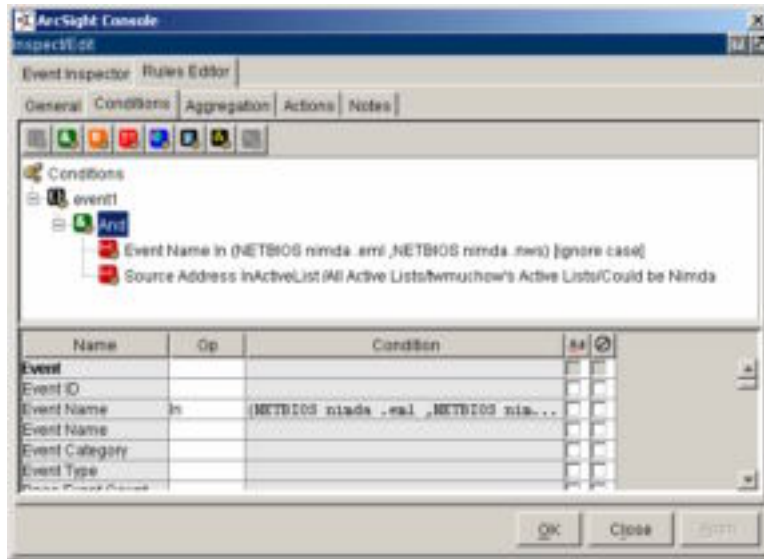 ArcSight Console
Inspect/Edit
Event Inspector Rules Editor
General Conditions Aggregation Actions Notes
Conditions
event1
And
Event Name In (NETBIOS nimda .eml ,NETBIOS nimda .nws) [ignore case]
Source Address InActiveList /All Active Lists/twmuchow's Active Lists/Could be Nimda
Name Op Condition
Event
Event ID
Event Name In (NETBIOS nimda .eml ,NETBIOS nim...
Event Name
Event Category
Event Type
Event Count
OK Close